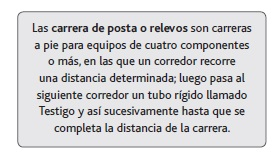 Las carrera de posta o relevos son carreras
a pie para equipos de cuatro componentes
o más, en las que un corredor recorre
una distancia determinada; luego pasa al
siguiente corredor un tubo rígido llamado
Testigo y así sucesivamente hasta que se
completa la distancia de la carrera.